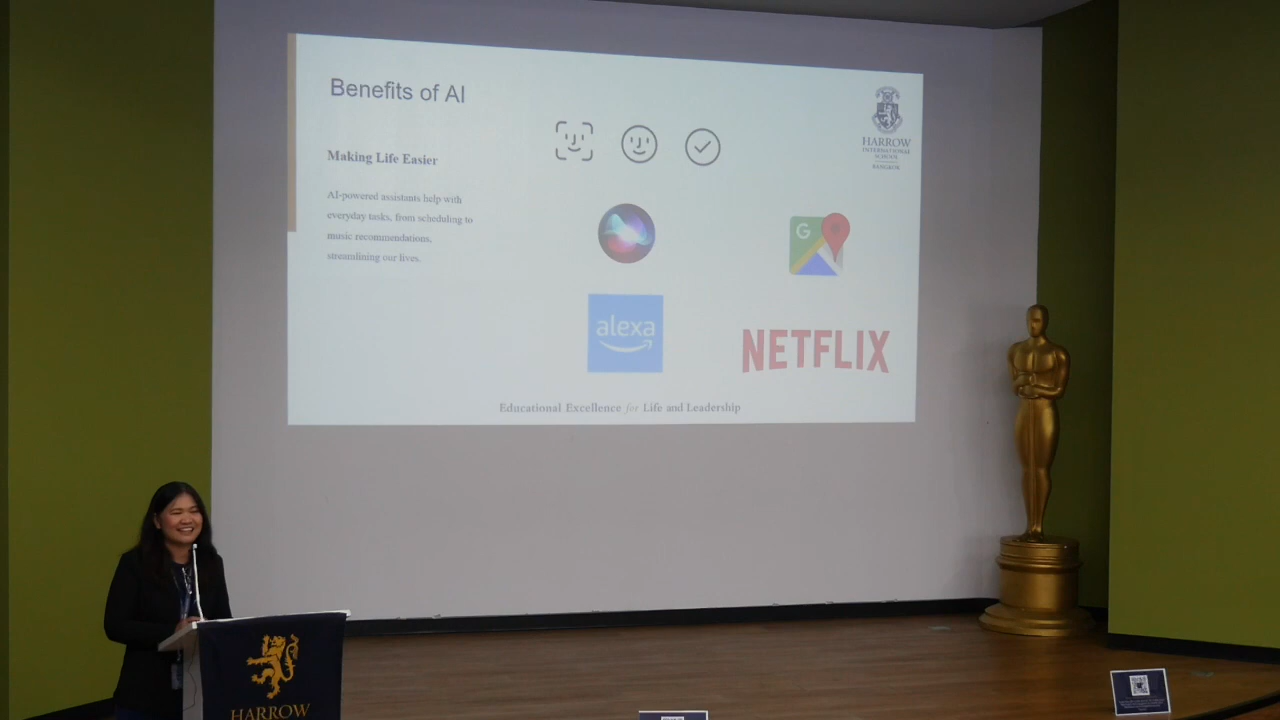 Benefits of AI
Making Life Easier
AI-powered assistants help with
everyday tasks, from scheduling to
music recommendations,
streamlining our lives.
HARROW
INTERNATIONAL
SCHOOL
BANGKOK
G
alexa
NETFLIX
Educational Excellence for Life and Leadership
HARROW